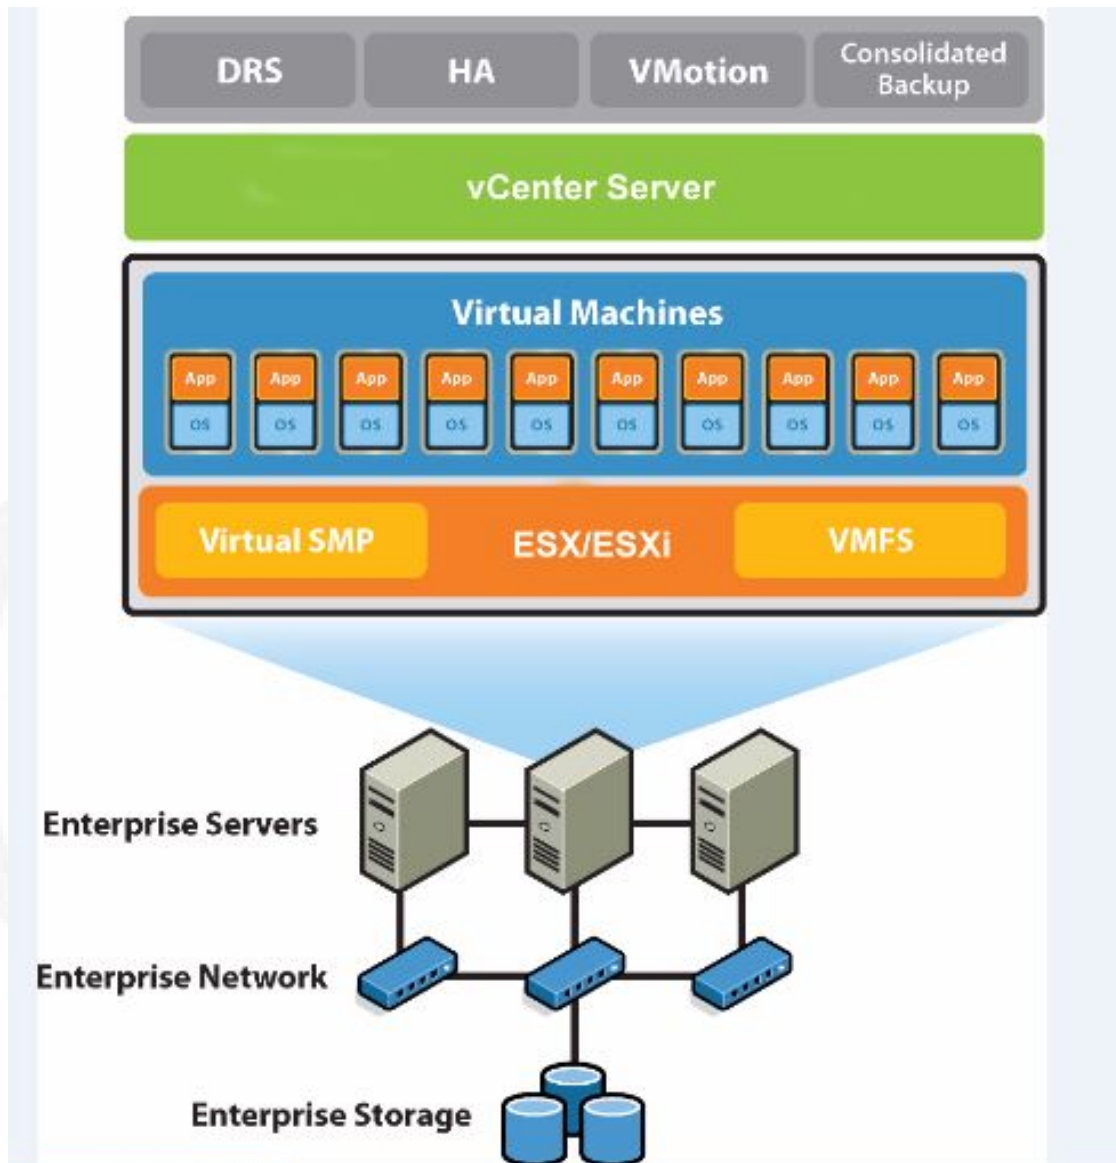 DRS
HA
VMotion
Consolidated
Backup
vCenter Server
Virtual Machines
App App App App App App App App App App
OS OS OS OS OS OS OS OS OS OS
Virtual SMP
ESX/ESXi
VMFS
Enterprise Servers
Enterprise Network
Enterprise Storage